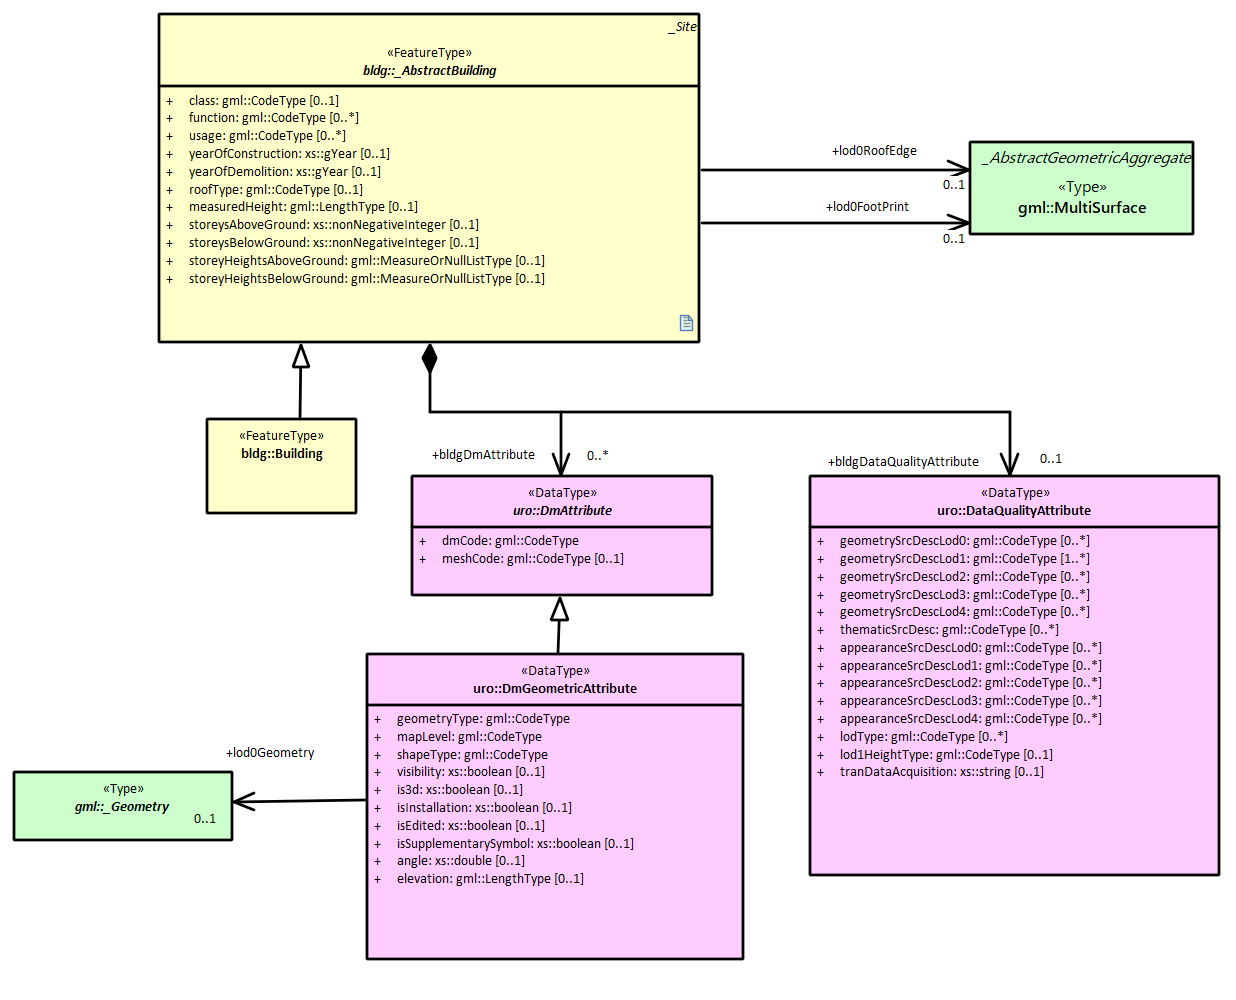 _Site
«FeatureType»
bldg::_AbstractBuilding
+ class: gml::CodeType [0..1]
+ function: gml::CodeType [0..*]
+ usage: gml::CodeType [0..*]
+ yearOfConstruction: xs::gYear [0..1]
+ yearOfDemolition: xs::gYear [0..1]
+ roofType: gml::CodeType [0..1]
+ measuredHeight: gml::LengthType [0..1]
+ storeysAboveGround: xs::nonNegativeInteger [0..1]
+ storeysBelowGround: xs::nonNegativeInteger [0..1]
+ storeyHeightsAboveGround: gml::MeasureOrNullListType [0..1]
+ storeyHeightsBelowGround: gml::MeasureOrNullListType [0..1]
+lod0RoofEdge
0..1
+lod0FootPrint
0..1
_AbstractGeometricAggregate
«Type»
gml::MultiSurface
«FeatureType»
bldg::Building
+bldgDmAttribute
0..*
+bldgDataQualityAttribute
0..1
«DataType»
uro::DmAttribute
+ dmCode: gml::CodeType
+ meshCode: gml::CodeType [0..1]
«DataType»
uro::DataQualityAttribute
+ geometrySrcDescLod0: gml::CodeType [0..*]
+ geometrySrcDescLod1: gml::CodeType [1..*]
+ geometrySrcDescLod2: gml::CodeType [0..*]
+ geometrySrcDescLod3: gml::CodeType [0..*]
+ geometrySrcDescLod4: gml::CodeType [0..*]
+ thematicSrcDesc: gml::CodeType [0..*]
+ appearanceSrcDescLod0: gml::CodeType [0..*]
+ appearanceSrcDescLod1: gml::CodeType [0..*]
+ appearanceSrcDescLod2: gml::CodeType [0..*]
+ appearanceSrcDescLod3: gml::CodeType [0..*]
+ appearanceSrcDescLod4: gml::CodeType [0..*]
+ lodType: gml::CodeType [0..*]
+ lod1HeightType: gml::CodeType [0..1]
+ tranDataAcquisition: xs::string [0..1]
«DataType»
uro::DmGeometricAttribute
+ geometryType: gml::CodeType
+ mapLevel: gml::CodeType
+ shapeType: gml::CodeType
+ visibility: xs::boolean [0..1]
+ is3d: xs::boolean [0..1]
+ isInstallation: xs::boolean [0..1]
+ isEdited: xs::boolean [0..1]
+ isSupplementarySymbol: xs::boolean [0..1]
+ angle: xs::double [0..1]
+ elevation: gml::LengthType [0..1]
+lod0Geometry
«Type»
gml::_Geometry
0..1